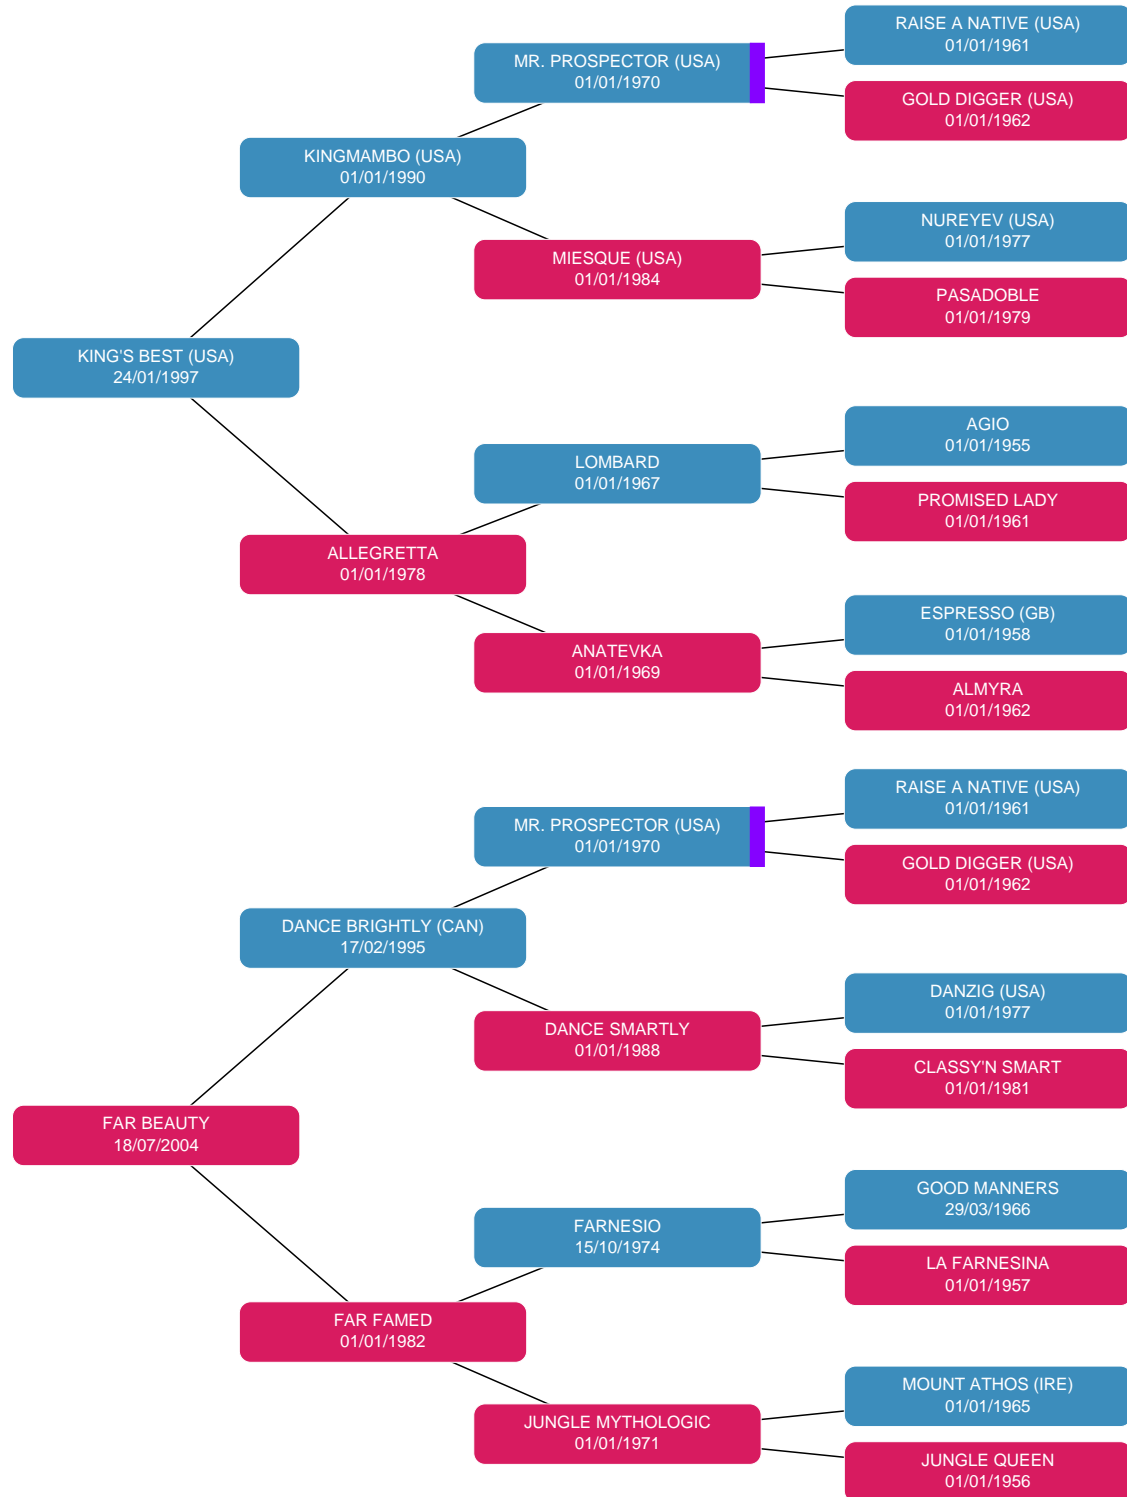 RAISE A NATIVE (USA)
01/01/1961
MR. PROSPECTOR (USA)
01/01/1970
GOLD DIGGER (USA)
01/01/1962
KINGMAMBO (USA)
01/01/1990
NUREYEV (USA)
01/01/1977
MIESQUE (USA)
01/01/1984
PASADOBLE
01/01/1979
KING'S BEST (USA)
24/01/1997
AGIO
01/01/1955
LOMBARD
01/01/1967
PROMISED LADY
01/01/1961
ALLEGRETTA
01/01/1978
ESPRESSO (GB)
01/01/1958
ANATEVKA
01/01/1969
ALMYRA
01/01/1962
RAISE A NATIVE (USA)
01/01/1961
MR. PROSPECTOR (USA)
01/01/1970
GOLD DIGGER (USA)
01/01/1962
DANCE BRIGHTLY (CAN)
17/02/1995
DANZIG (USA)
01/01/1977
DANCE SMARTLY
01/01/1988
CLASSY'N SMART
01/01/1981
FAR BEAUTY
18/07/2004
GOOD MANNERS
29/03/1966
FARNESIO
15/10/1974
LA FARNESINA
01/01/1957
FAR FAMED
01/01/1982
MOUNT ATHOS (IRE)
01/01/1965
JUNGLE MYTHOLOGIC
01/01/1971
JUNGLE QUEEN
01/01/1956